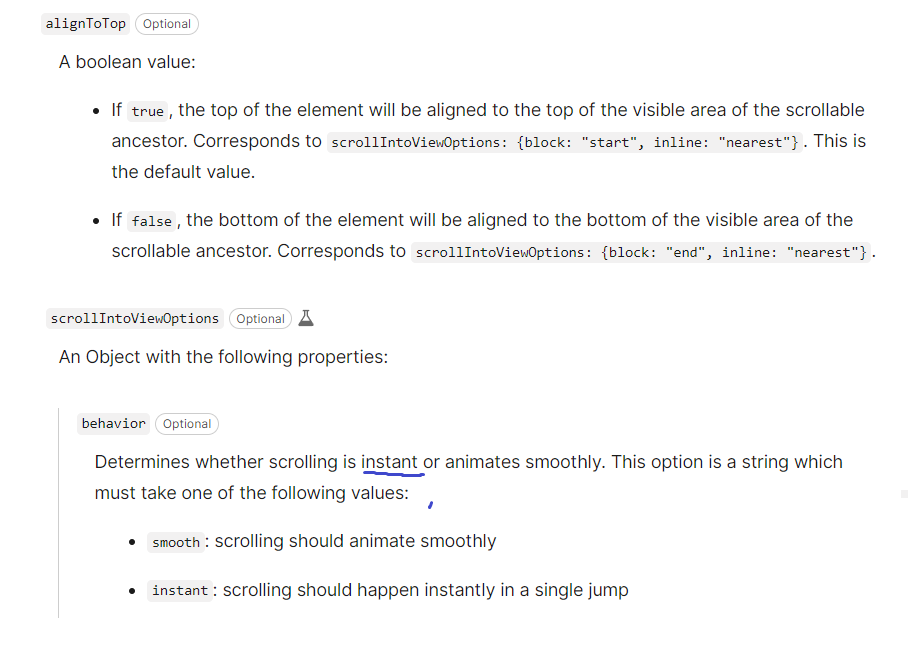 alignToTop Optional
A boolean value:
• If true, the top of the element will be aligned to the top of the visible area of the scrollable
ancestor. Corresponds to scrollIntoViewOptions: {block: "start", inline: "nearest"}. This is
the default value.
• If false, the bottom of the element will be aligned to the bottom of the visible area of the
scrollable ancestor. Corresponds to scrollIntoViewOptions: {block: "end", inline: "nearest"}.
scrollIntoViewOptions Optional
An Object with the following properties:
behavior Optional
Determines whether scrolling is instant or animates smoothly. This option is a string which
must take one of the following values:
• smooth: scrolling should animate smoothly
• instant: scrolling should happen instantly in a single jump